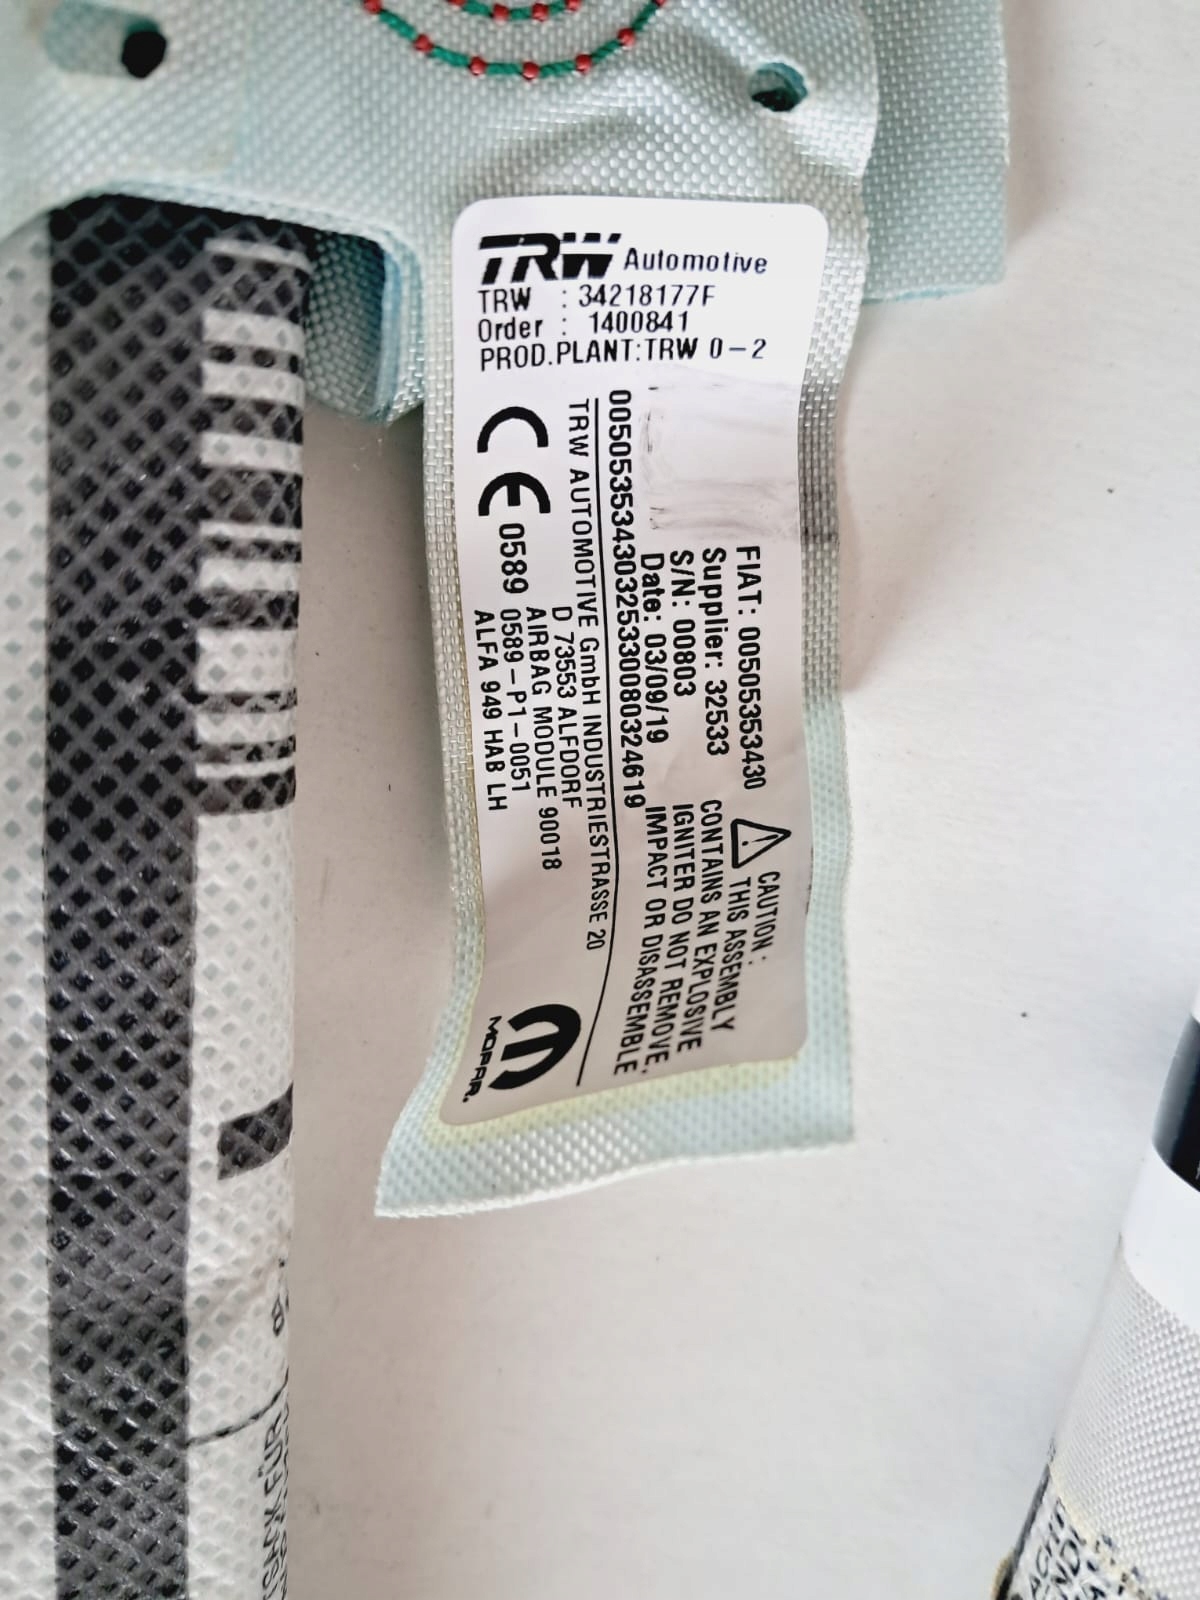 TRW Automotive
TRW : 34218177F
Order : 1400841
PROD.PLANT:TRW 0-2
FIAT: 00505353430
Supplier: 32533
S/N: 00803
Date: 03/09/19
00505353430325330080324619
CAUTION :
THIS ASSEMBLY
CONTAINS AN EXPLOSIVE
IGNITER DO NOT REMOVE,
IMPACT OR DISASSEMBLE.
TRW AUTOMOTIVE GmbH INDUSTRIESTRASSE 20
D 73553 ALFDORF
AIRBAG MODULE 90018
0589-P1-0051
ALFA 949 HAB LH
CE 0589
MOPAR.
FÜR